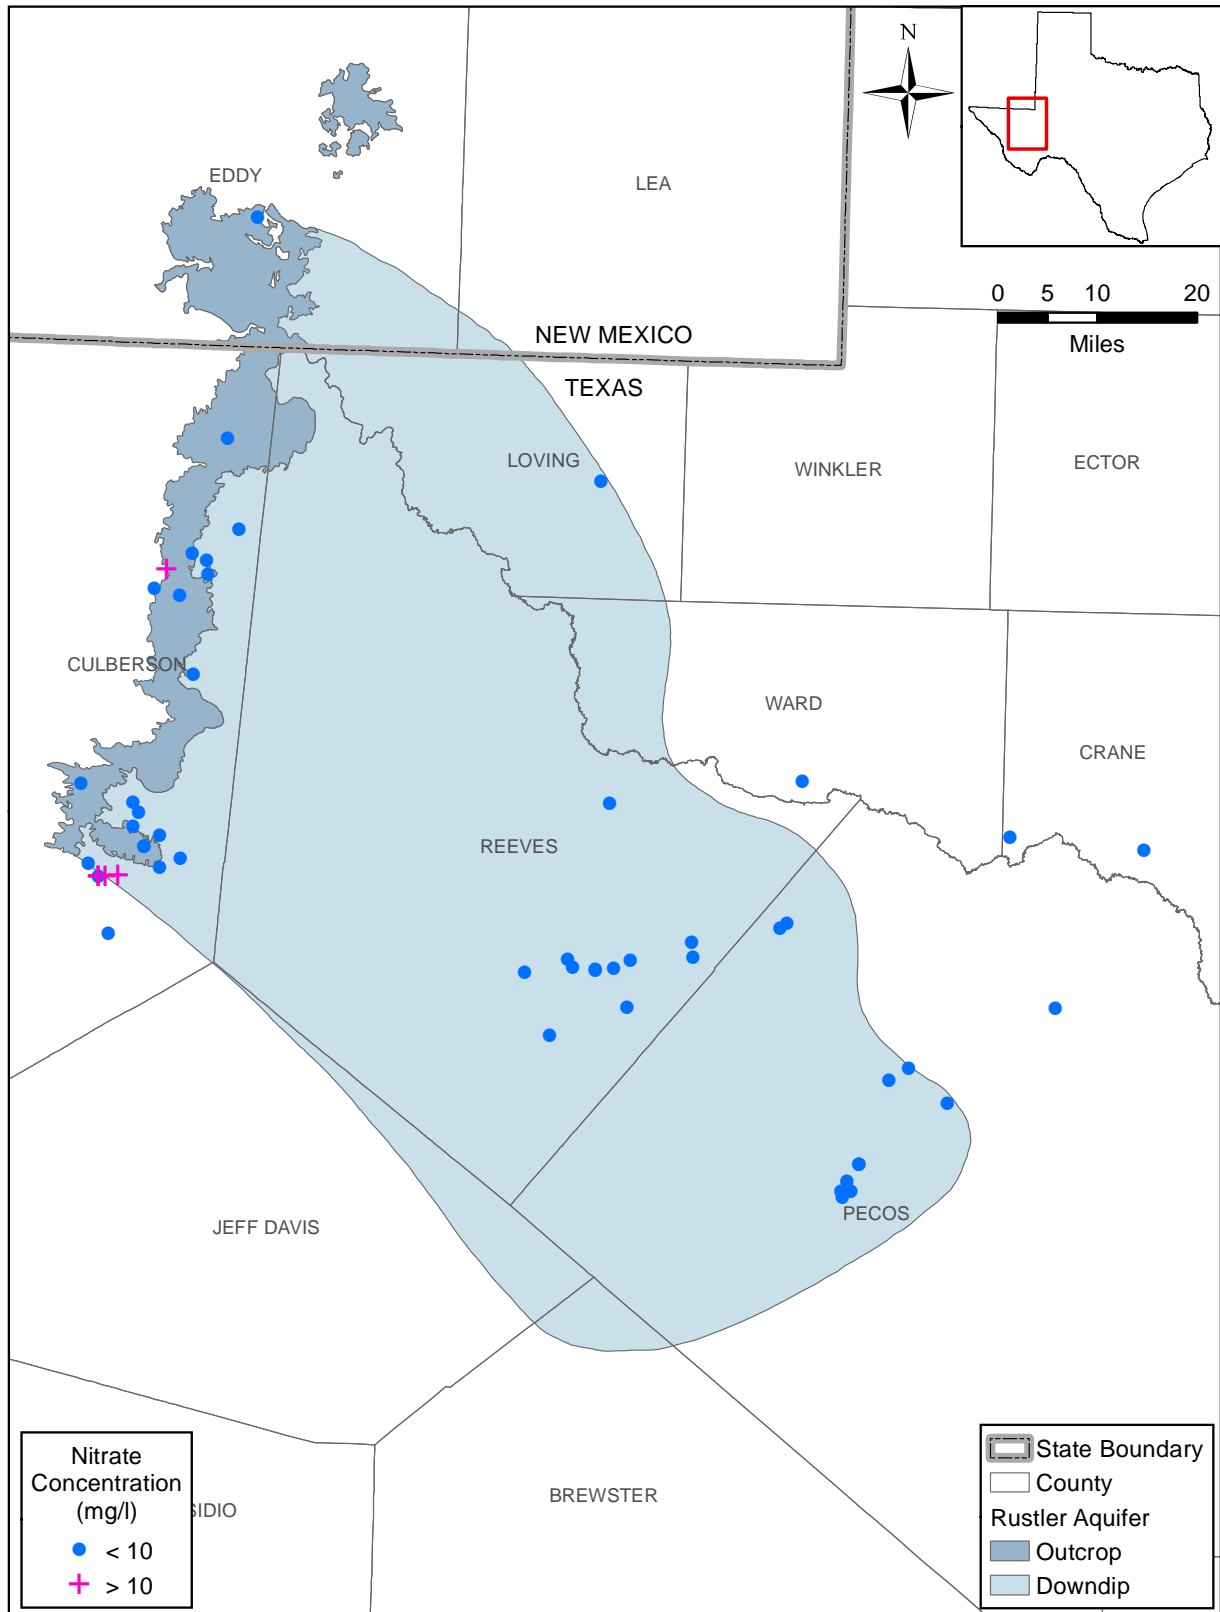 N
EDDY
LEA
0 5 10 20
Miles
NEW MEXICO
TEXAS
LOVING
WINKLER
ECTOR
CULBERSON
WARD
CRANE
REEVES
PECOS
JEFF DAVIS
BREWSTER
SIDIO
Nitrate
Concentration
(mg/l)
< 10
> 10
State Boundary
County
Rustler Aquifer
Outcrop
Downdip